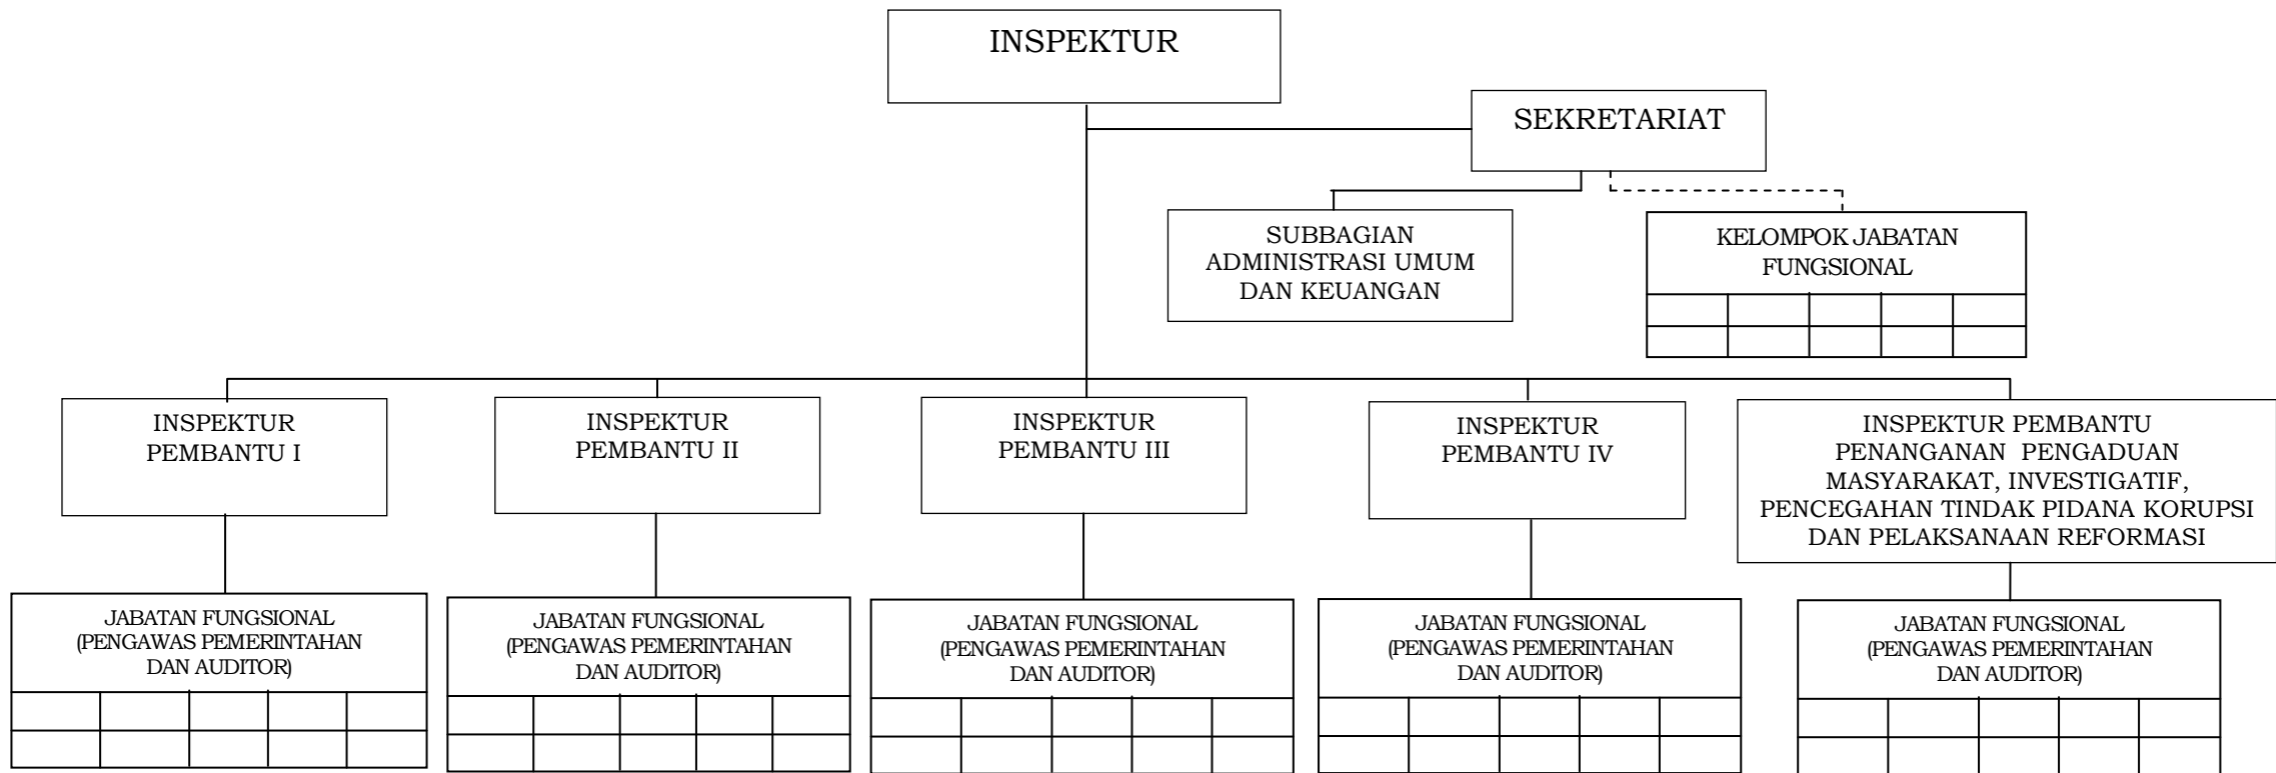 INSPEKTUR
SEKRETARIAT
SUBBAGIAN
ADMINISTRASI UMUM
DAN KEUANGAN
KELOMPOK JABATAN
FUNGSIONAL
INSPEKTUR
PEMBANTU I
INSPEKTUR
PEMBANTU II
INSPEKTUR
PEMBANTU III
INSPEKTUR
PEMBANTU IV
INSPEKTUR PEMBANTU
PENANGANAN  PENGADUAN
MASYARAKAT, INVESTIGATIF,
PENCEGAHAN TINDAK PIDANA KORUPSI
DAN PELAKSANAAN REFORMASI
JABATAN FUNGSIONAL
(PENGAWAS PEMERINTAHAN
DAN AUDITOR)
JABATAN FUNGSIONAL
(PENGAWAS PEMERINTAHAN
DAN AUDITOR)
JABATAN FUNGSIONAL
(PENGAWAS PEMERINTAHAN
DAN AUDITOR)
JABATAN FUNGSIONAL
(PENGAWAS PEMERINTAHAN
DAN AUDITOR)
JABATAN FUNGSIONAL
(PENGAWAS PEMERINTAHAN
DAN AUDITOR)